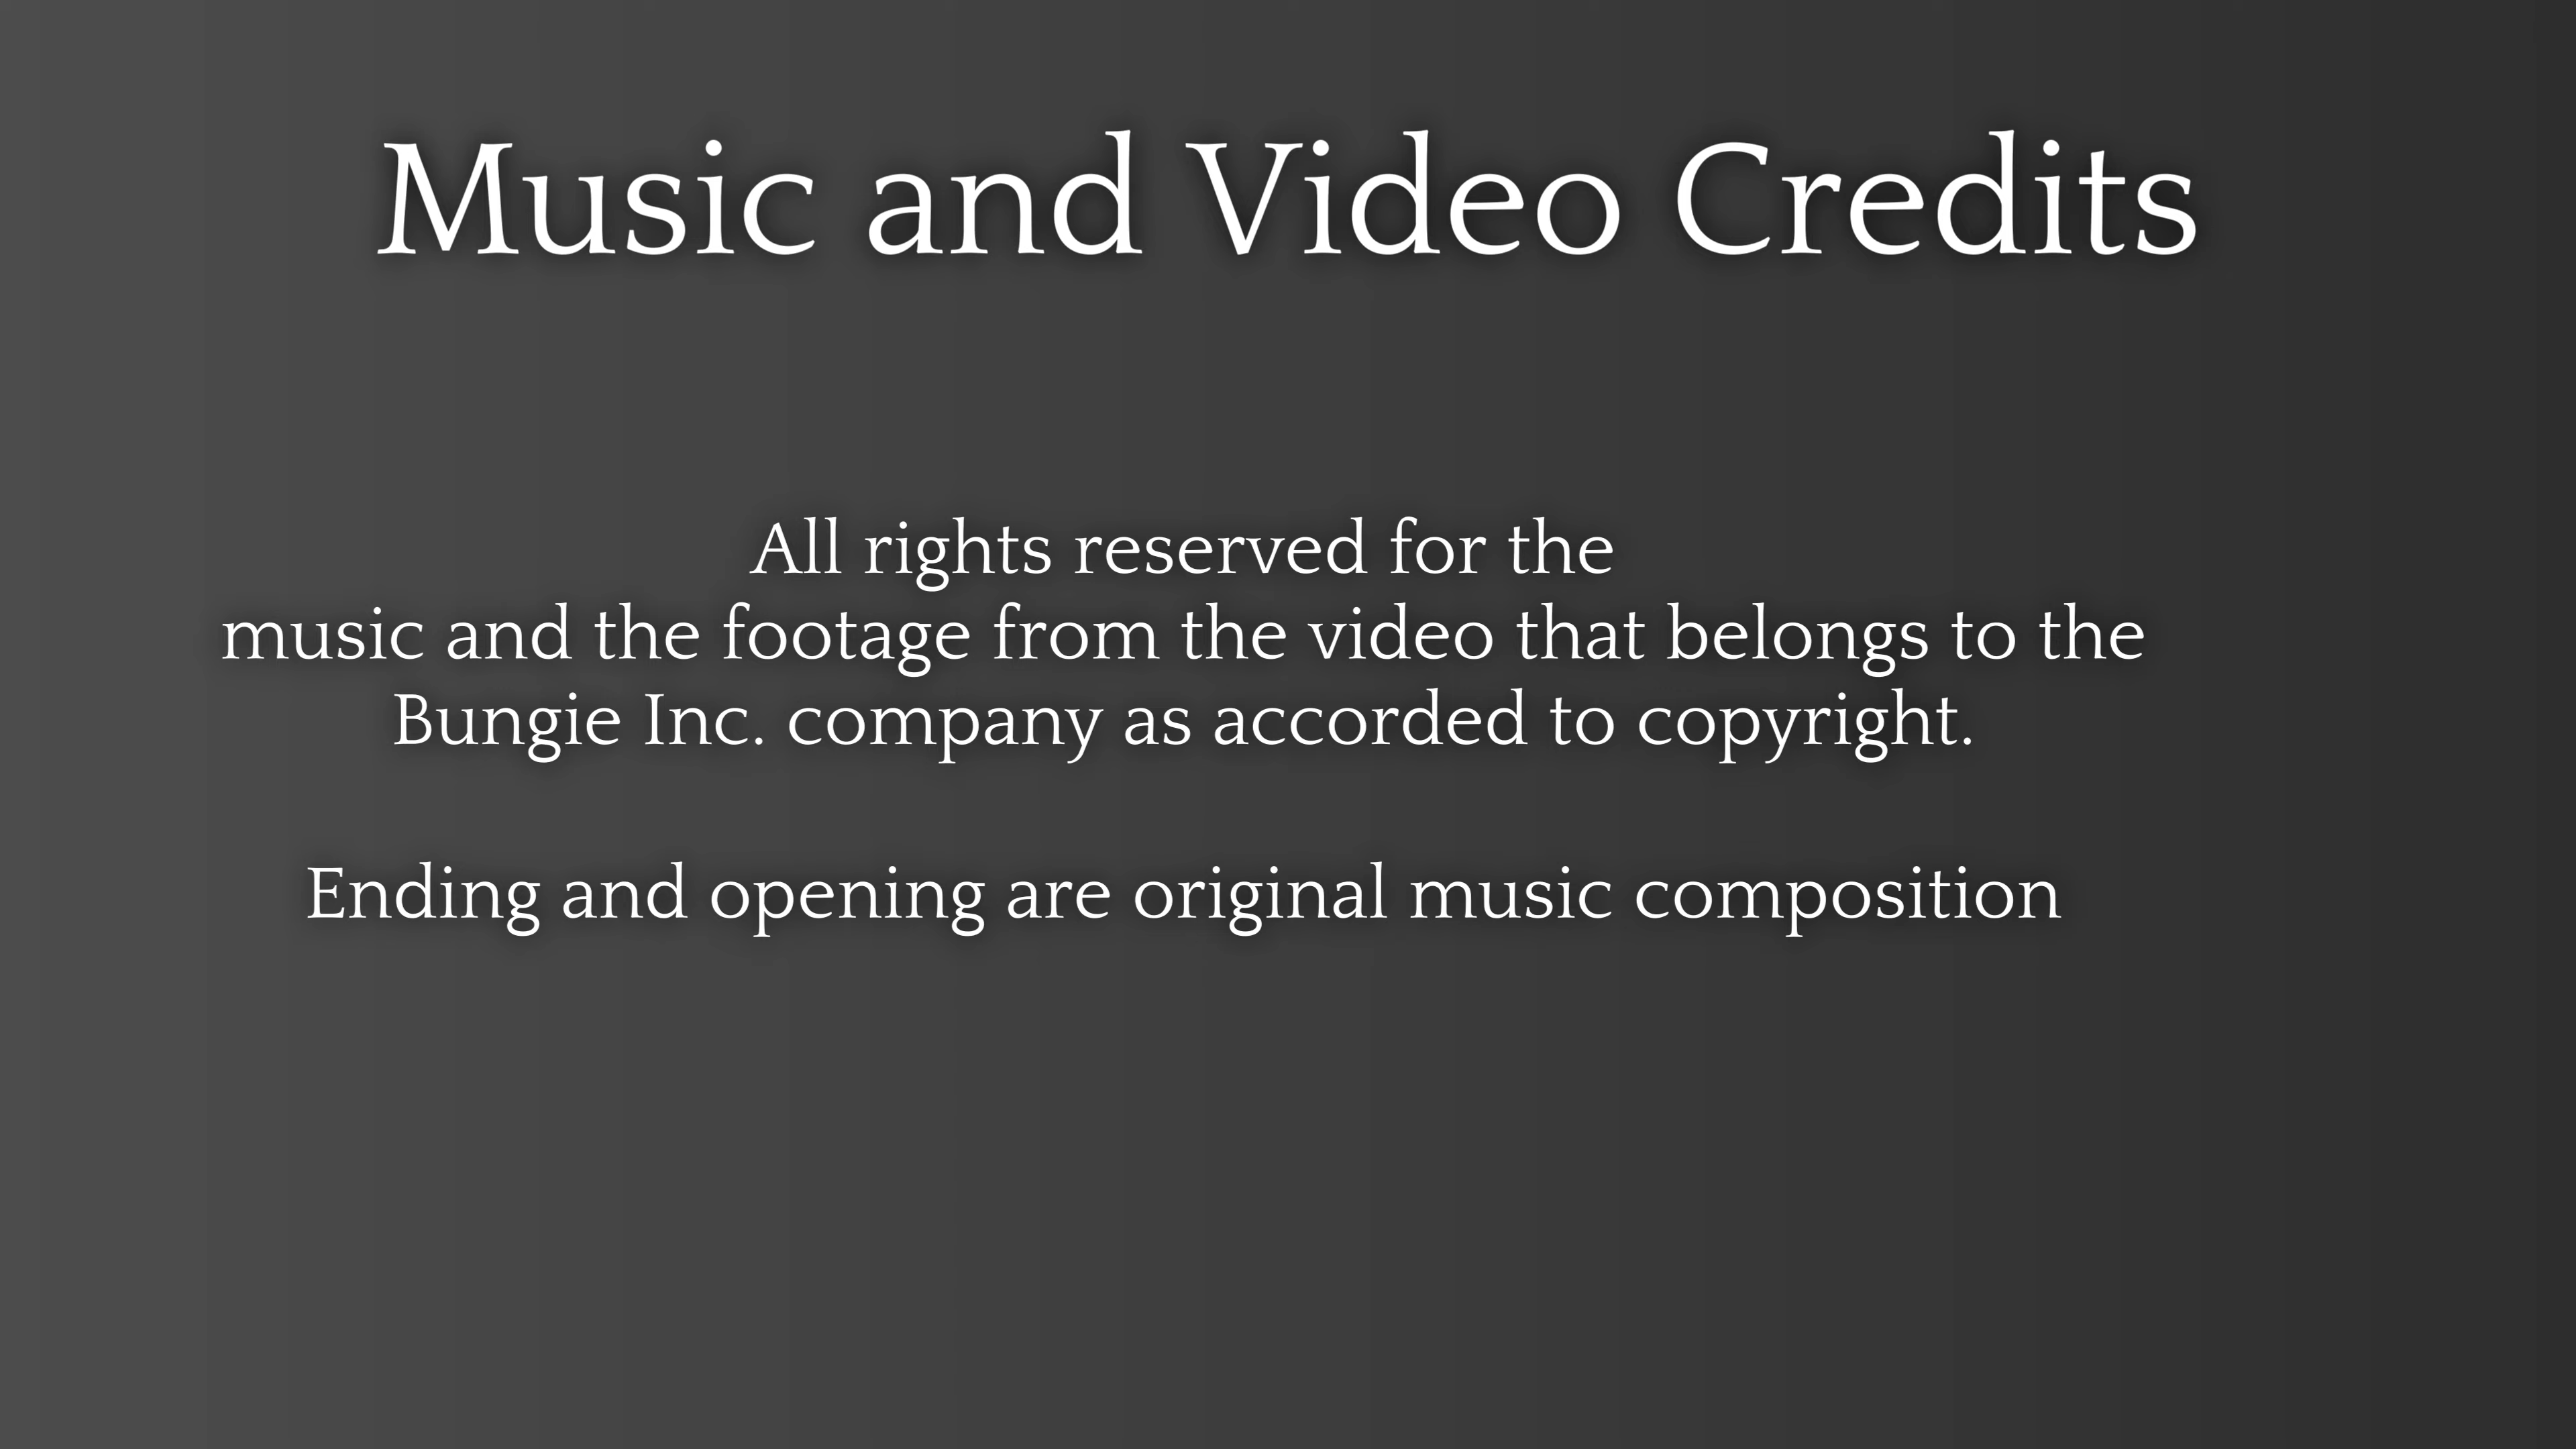 Music and Video Credits
All rights reserved for the
music and the footage from the video that belongs to the
Bungie Inc. company as accorded to copyright.
Ending and opening are original music composition